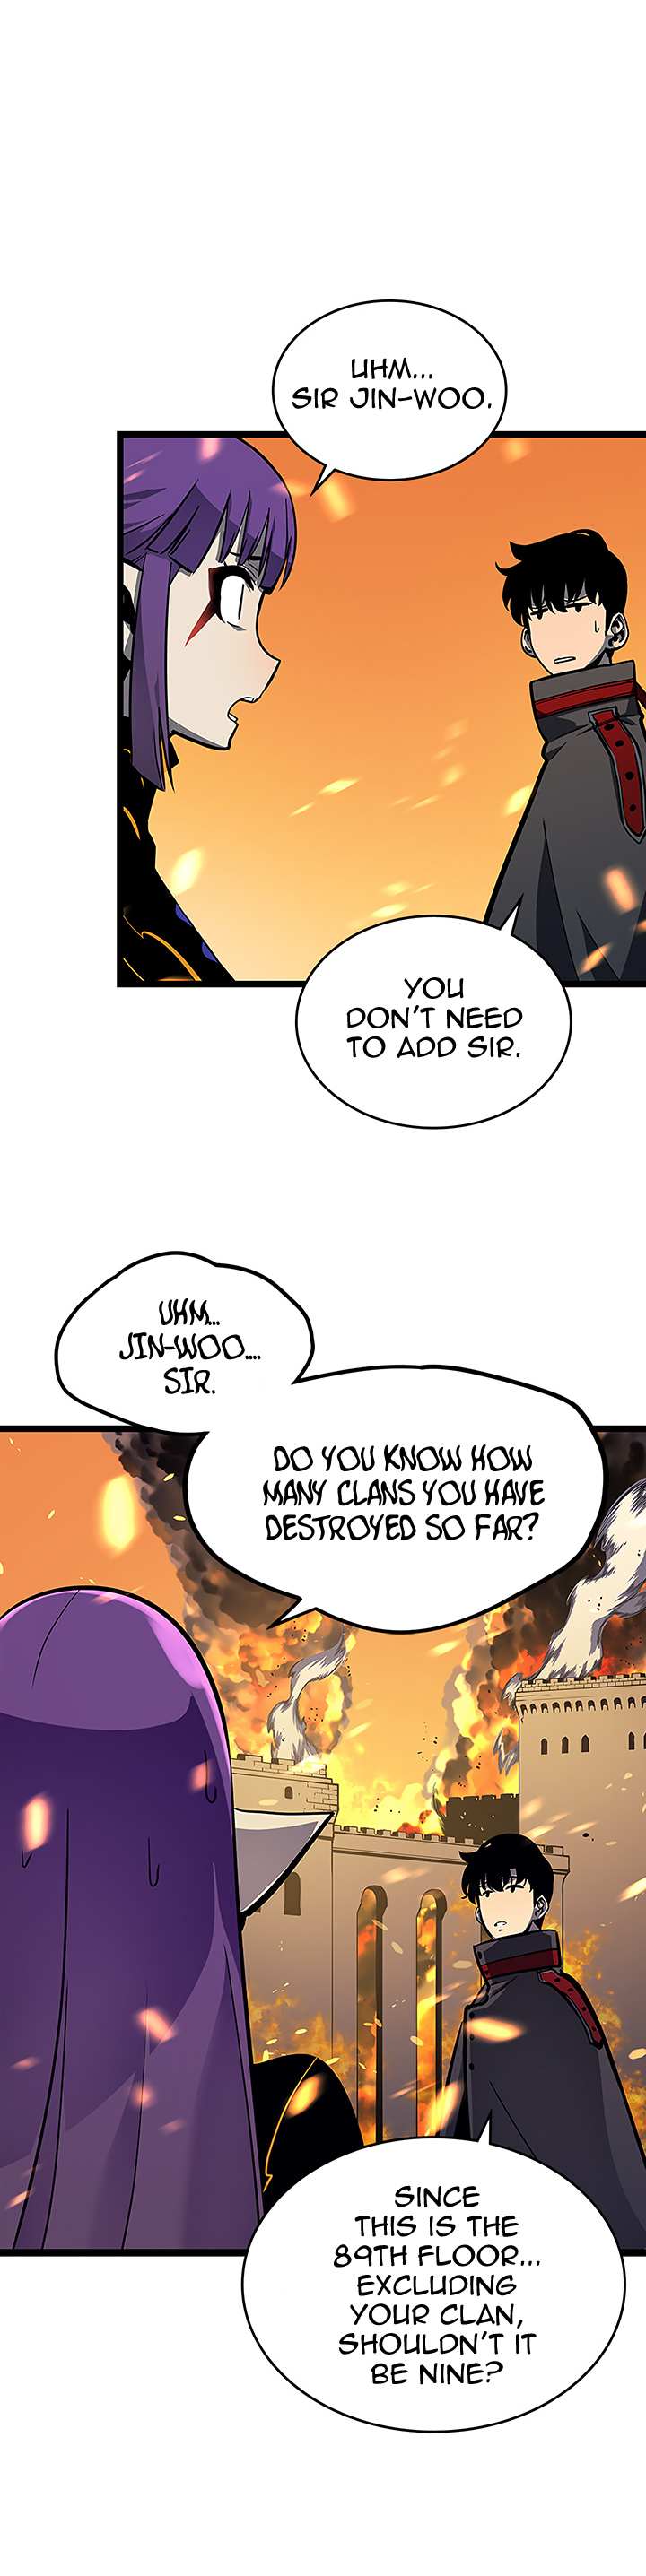 UHM...
SIR JIN-WOO.
YOU
DON'T NEED
TO ADD SIR.
UHM...
JIN-WOO....
SIR.
DO YOU KNOW HOW
MANY CLANS YOU HAVE
DESTROYED SO FAR?
SINCE
THIS IS THE
89TH FLOOR...
EXCLUDING
YOUR CLAN,
SHOULDN'T IT
BE NINE?